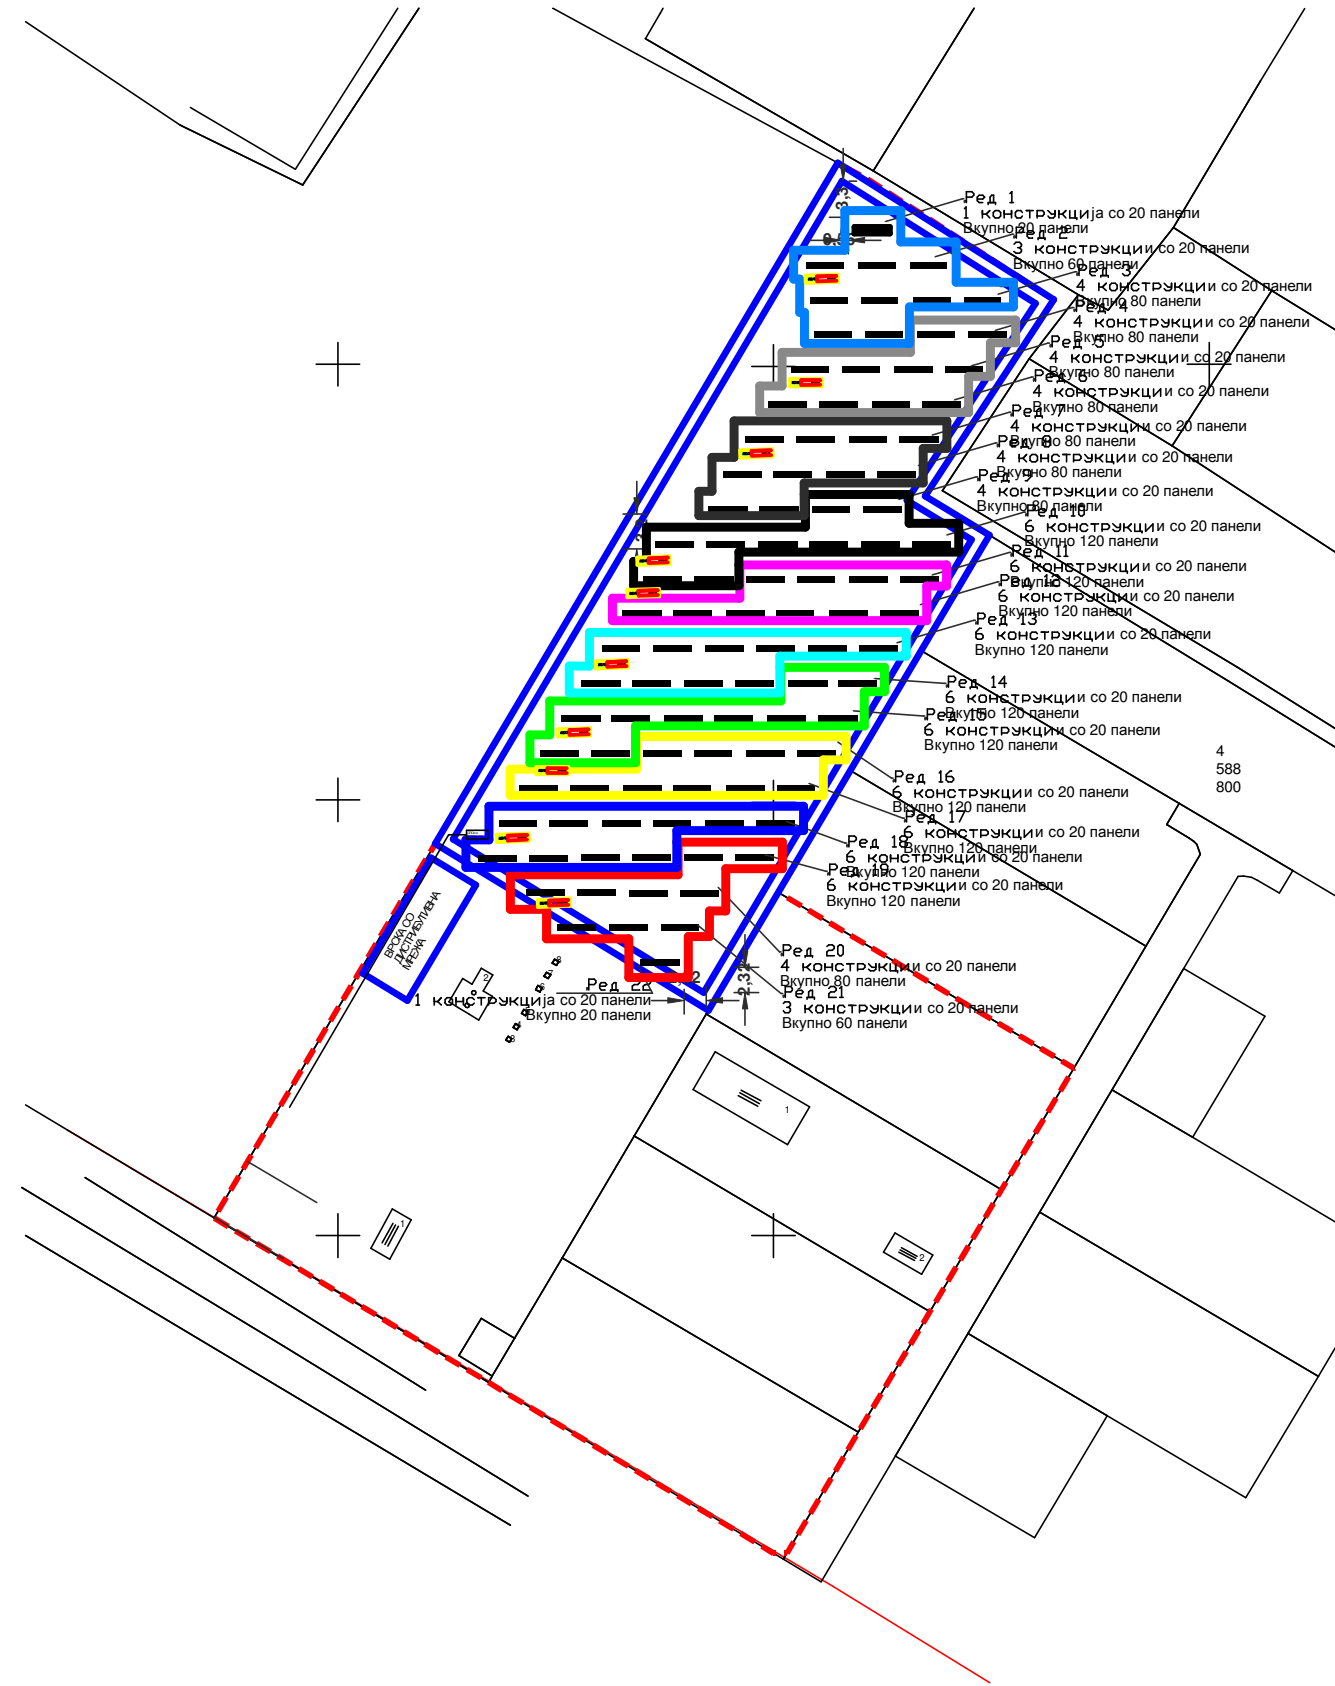 Ред 1
1 конструкција со 20 панели
Вкупно 20 панели
Ред 2
3 конструкции со 20 панели
Вкупно 60 панели
Ред 3
4 конструкции со 20 панели
Вкупно 80 панели
Ред 4
4 конструкции со 20 панели
Вкупно 80 панели
Ред 5
4 конструкции со 20 панели
Вкупно 80 панели
Ред 6
4 конструкции со 20 панели
Вкупно 80 панели
Ред 7
4 конструкции со 20 панели
Вкупно 80 панели
Ред 8
4 конструкции со 20 панели
Вкупно 80 панели
Ред 9
4 конструкции со 20 панели
Вкупно 80 панели
Ред 10
6 конструкции со 20 панели
Вкупно 120 панели
Ред 11
6 конструкции со 20 панели
Вкупно 120 панели
Ред 12
6 конструкции со 20 панели
Вкупно 120 панели
Ред 13
6 конструкции со 20 панели
Вкупно 120 панели
Ред 14
6 конструкции со 20 панели
Вкупно 120 панели
Ред 15
6 конструкции со 20 панели
Вкупно 120 панели
Ред 16
6 конструкции со 20 панели
Вкупно 120 панели
Ред 17
6 конструкции со 20 панели
Вкупно 120 панели
Ред 18
6 конструкции со 20 панели
Вкупно 120 панели
Ред 19
6 конструкции со 20 панели
Вкупно 120 панели
Ред 20
4 конструкции со 20 панели
Вкупно 80 панели
Ред 21
3 конструкции со 20 панели
Вкупно 60 панели
Ред 22
1 конструкција со 20 панели
Вкупно 20 панели
2,32
4
588
800
ВРСКА СО
ДИСТРИБУТИВНА
МРЕЖА
2
1
1
2